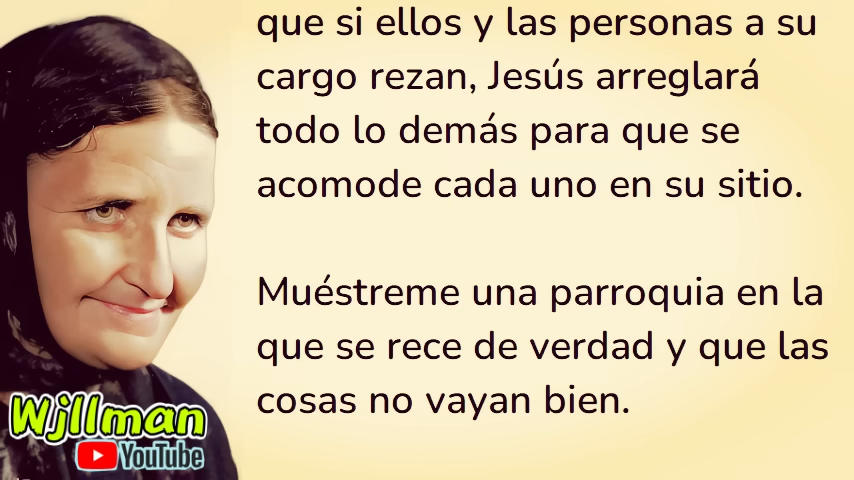 que si ellos y las personas a su
cargo rezan, Jesús arreglará
todo lo demás para que se
acomode cada uno en su sitio.
Muéstreme una parroquia en la
que se rece de verdad y que las
cosas no vayan bien.
Wjllman
YouTube